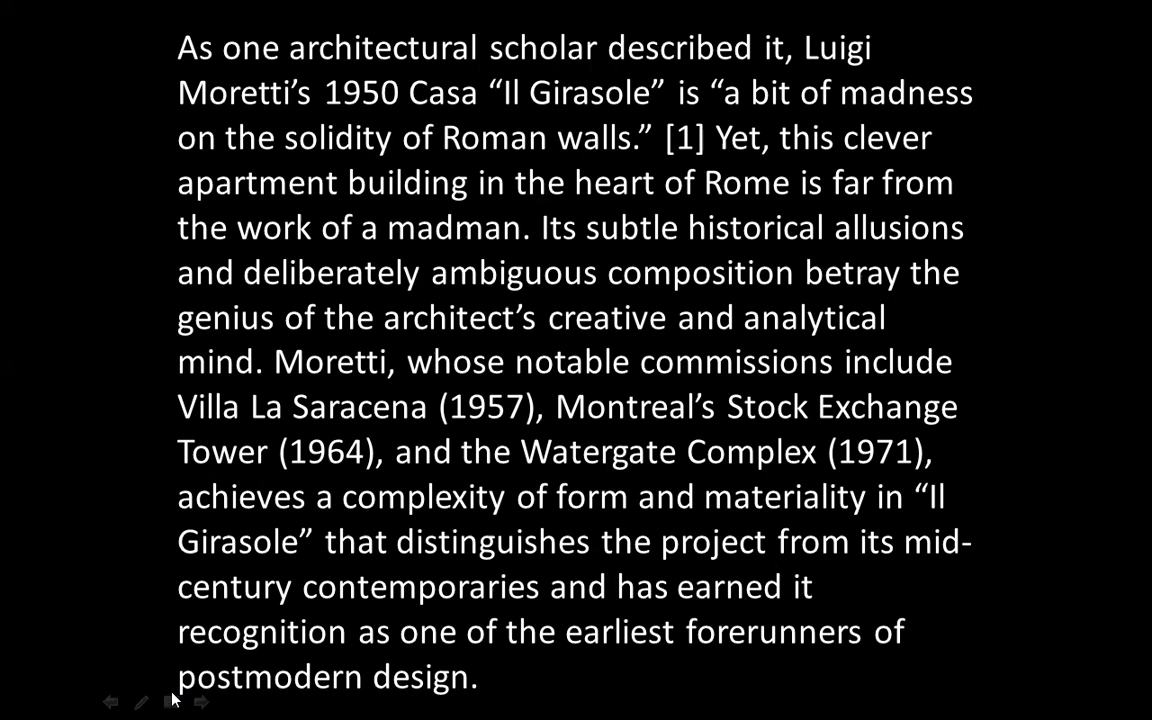 As one architectural scholar described it, Luigi
Moretti’s 1950 Casa “Il Girasole” is “a bit of madness
on the solidity of Roman walls.” [1] Yet, this clever
apartment building in the heart of Rome is far from
the work of a madman. Its subtle historical allusions
and deliberately ambiguous composition betray the
genius of the architect’s creative and analytical
mind. Moretti, whose notable commissions include
Villa La Saracena (1957), Montreal’s Stock Exchange
Tower (1964), and the Watergate Complex (1971),
achieves a complexity of form and materiality in “Il
Girasole” that distinguishes the project from its mid-
century contemporaries and has earned it
recognition as one of the earliest forerunners of
postmodern design.